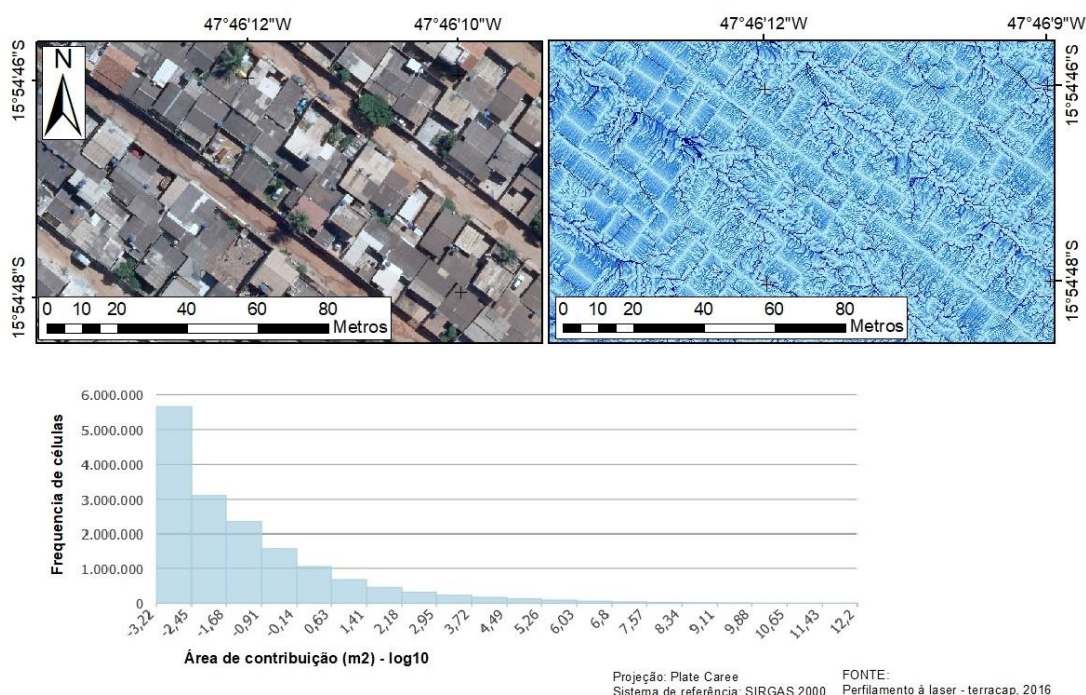 47°46'12"W 47°46'10"W 47°46'12"W 47°46'9"W
15°54'46"S
N
15°54'46"S
15°54'48"S
15°54'48"S
0 10 20 40 60 80
Metros
0 10 20 40 60 80
Metros
6.000.000
5.000.000
4.000.000
3.000.000
2.000.000
1.000.000
0
Frequencia de células
-3,22 -2,45 -1,68 -0,91 -0,14 0,63 1,41 2,18 2,95 3,72 4,49 5,26 6,03 6,8 7,57 8,34 9,11 9,88 10,65 11,43 12,2
Área de contribuição (m2) - log10
Projeção: Plate Caree
Sistema de referência: SIRGAS 2000
FONTE:
Perfilamento à laser - terracap, 2016